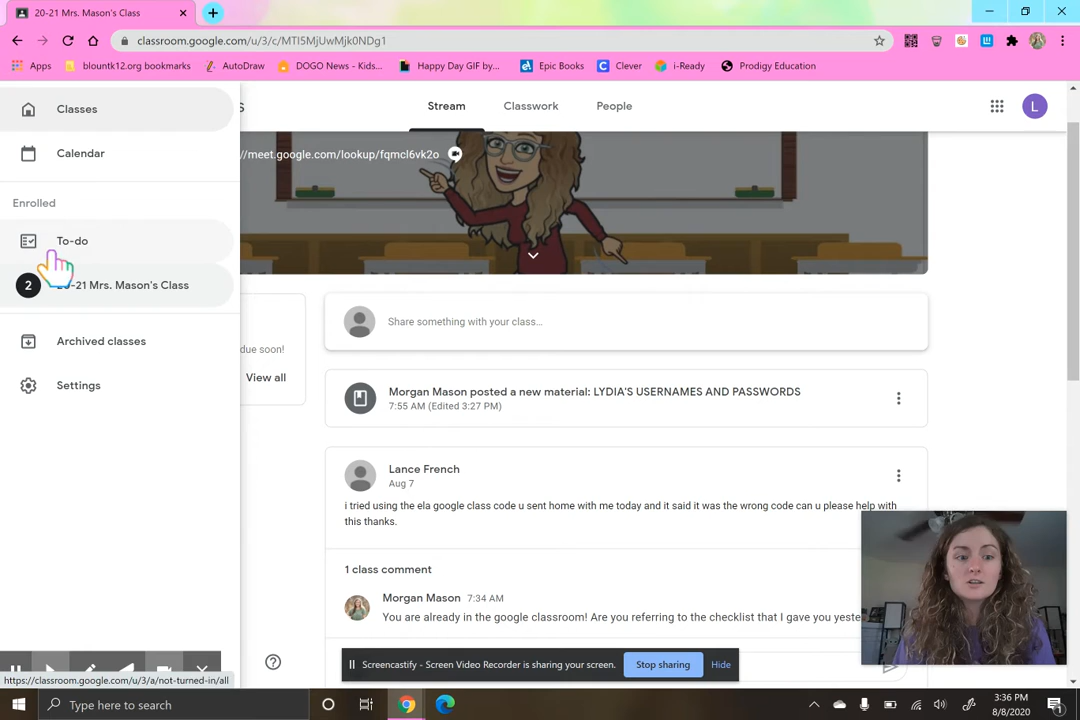 20-21 Mrs. Mason's Class
classroom.google.com/u/3/c/MTI5MjUwMjk0NDg1
Apps blountk12.org bookmarks AutoDraw DOGO News - Kids... Happy Day GIF by... Epic Books Clever i-Ready Prodigy Education
Classes
s
Stream Classwork People
L
Calendar
//meet.google.com/lookup/fqmcl6vk2o
Enrolled
To-do
2
20-21 Mrs. Mason's Class
Share something with your class...
Archived classes
due soon!
View all
Settings
Morgan Mason posted a new material: LYDIA'S USERNAMES AND PASSWORDS
7:55 AM (Edited 3:27 PM)
Lance French
Aug 7
i tried using the ela google class code u sent home with me today and it said it was the wrong code can u please help with
this thanks.
1 class comment
Morgan Mason 7:34 AM
You are already in the google classroom! Are you referring to the checklist that I gave you yeste
Screencastify - Screen Video Recorder is sharing your screen. Stop sharing Hide
https://classroom.google.com/u/3/a/not-turned-in/all
Type here to search
3:36 PM
8/8/2020
1